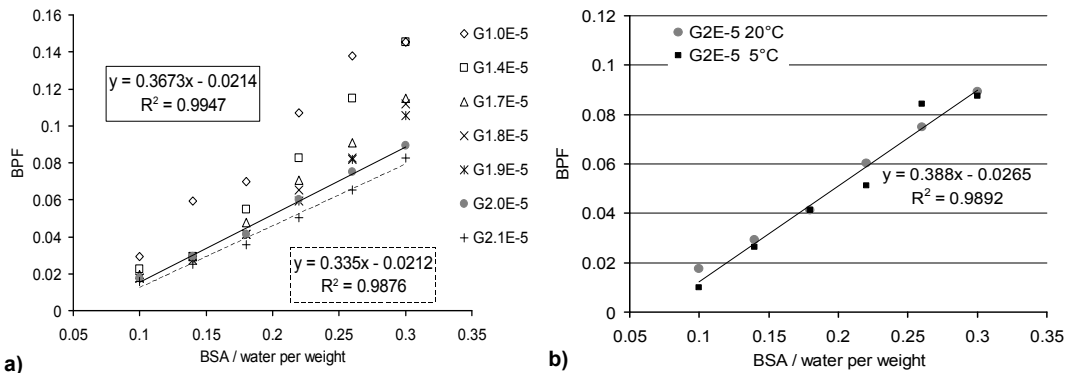 0.16
0.14
0.12
0.10
0.08
0.06
0.04
0.02
0
BPF
0.05 0.10 0.15 0.20 0.25 0.30 0.35
BSA / water per weight
y = 0.3673x - 0.0214
R² = 0.9947
y = 0.335x - 0.0212
R² = 0.9876
G1.0E-5
G1.4E-5
G1.7E-5
G1.8E-5
G1.9E-5
G2.0E-5
G2.1E-5
a)
0.12
0.1
0.08
0.06
0.04
0.02
0
BPF
0.05 0.1 0.15 0.2 0.25 0.3 0.35
BSA / water per weight
G2E-5 20°C
G2E-5 5°C
y = 0.388x - 0.0265
R² = 0.9892
b)